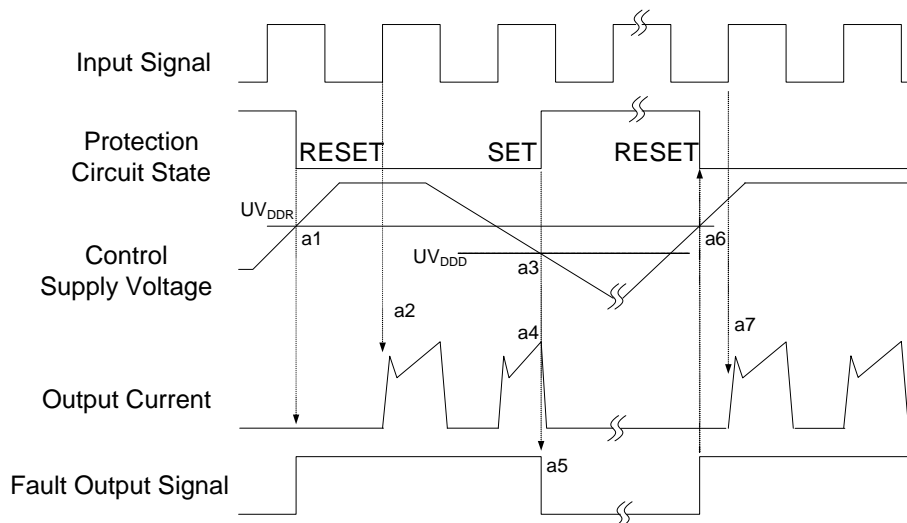 Input Signal
Protection
Circuit State
RESET
SET
RESET
UVDDR
a1
a6
Control
Supply Voltage
UVDDD
a3
a2
a4
a7
Output Current
a5
Fault Output Signal